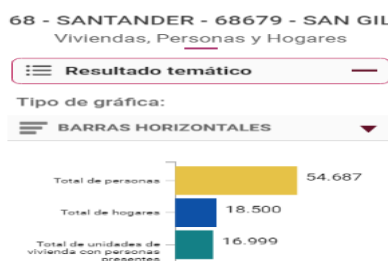 68 - SANTANDER - 68679 - SAN GIL
Viviendas, Personas y Hogares
Resultado temático
Tipo de gráfica:
BARRAS HORIZONTALES
Total de personas 54.687
Total de hogares 18.500
Total de unidades de 16.999
vivienda con personas
presentes